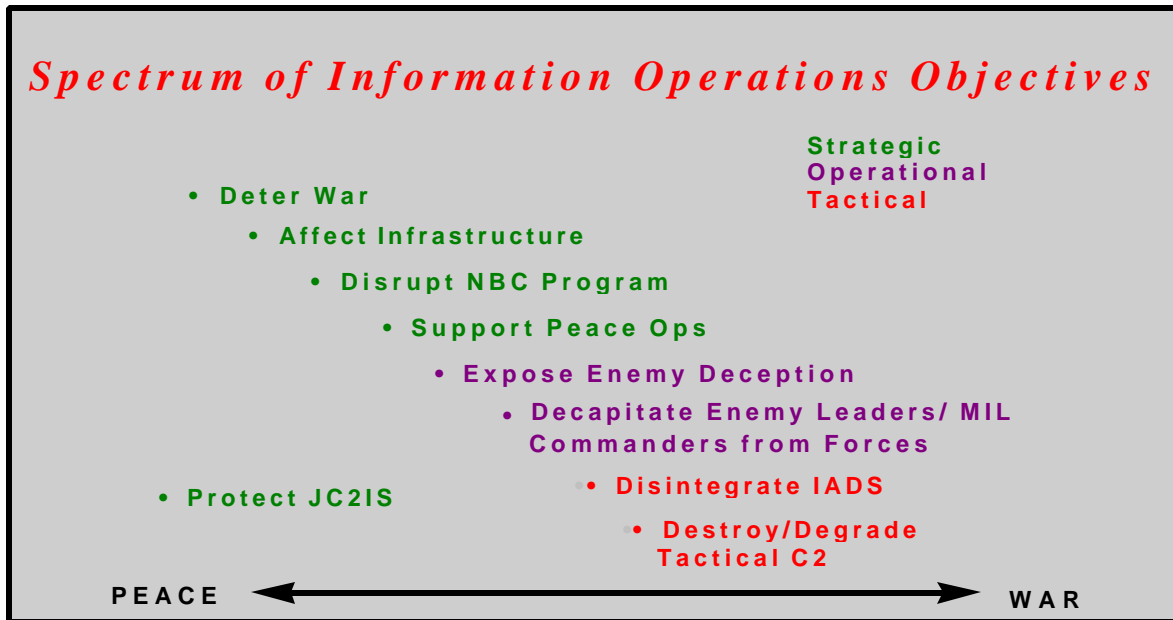 Spectrum of Information Operations Objectives
Strategic
Operational
Tactical
• Deter War
• Affect Infrastructure
• Disrupt NBC Program
• Support Peace Ops
• Expose Enemy Deception
• Decapitate Enemy Leaders/ MIL
Commanders from Forces
• Disintegrate IADS
• Protect JC2IS
• Destroy/Degrade
Tactical C2
PEACE
WAR